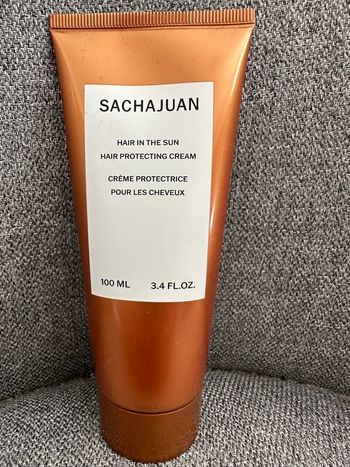 SACHAJUAN
HAIR IN THE SUN
HAIR PROTECTING CREAM
CRÈME PROTECTRICE
POUR LES CHEVEUX
100 ML 3.4 FL.OZ.